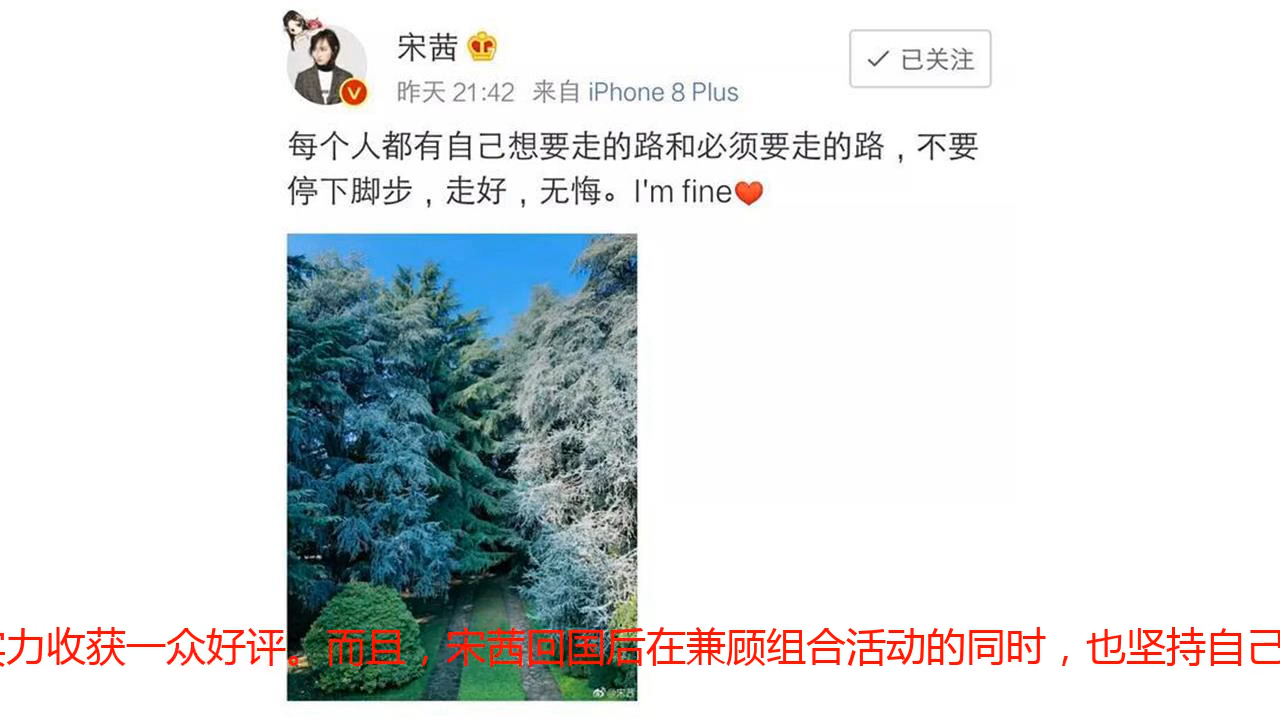 宋茜
昨天 21:42 来自 iPhone 8 Plus
已关注
每个人都有自己想要走的路和必须要走的路，不要
停下脚步，走好，无悔。I'm fine
力收获一众好评。而且，宋茜回国后在兼顾组合活动的同时，也坚持自己
@宋茜